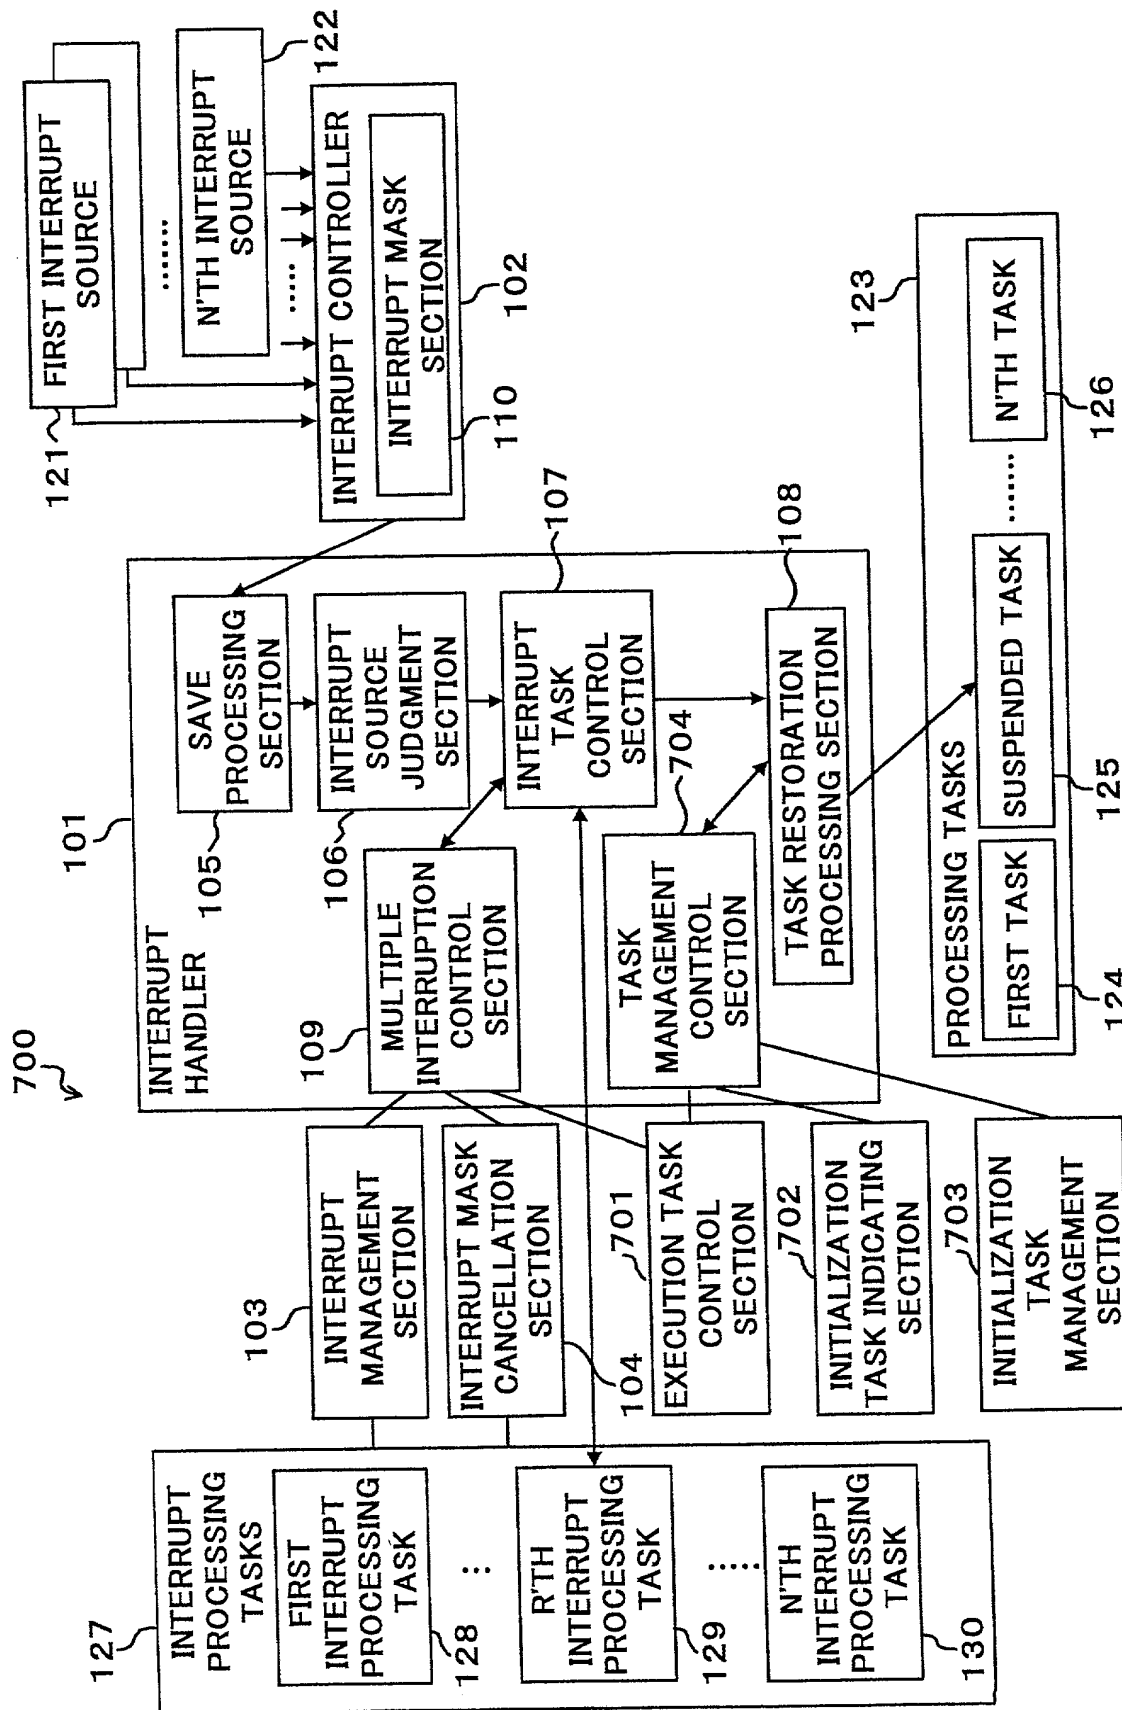 700
127
INTERRUPT
PROCESSING
TASKS
FIRST
INTERRUPT
PROCESSING
TASK
128
R'TH
INTERRUPT
PROCESSING
TASK
129
N'TH
INTERRUPT
PROCESSING
TASK
130
103
INTERRUPT
MANAGEMENT
SECTION
INTERRUPT MASK
CANCELLATION
SECTION
104
701
EXECUTION TASK
CONTROL
SECTION
702
INITIALIZATION
TASK INDICATING
SECTION
703
INITIALIZATION
TASK
MANAGEMENT
SECTION
101
INTERRUPT
HANDLER
109
MULTIPLE
INTERRUPTION
CONTROL
SECTION
TASK
MANAGEMENT
CONTROL
SECTION
704
SAVE
PROCESSING
SECTION
105
INTERRUPT
SOURCE
JUDGMENT
SECTION
106
INTERRUPT
TASK
CONTROL
SECTION
107
TASK RESTORATION
PROCESSING SECTION
108
FIRST INTERRUPT
SOURCE
121
.......
N'TH INTERRUPT
SOURCE
122
.....
INTERRUPT CONTROLLER
INTERRUPT MASK
SECTION
110
102
PROCESSING TASKS
123
FIRST TASK
124
SUSPENDED TASK
125
........
N'TH TASK
126